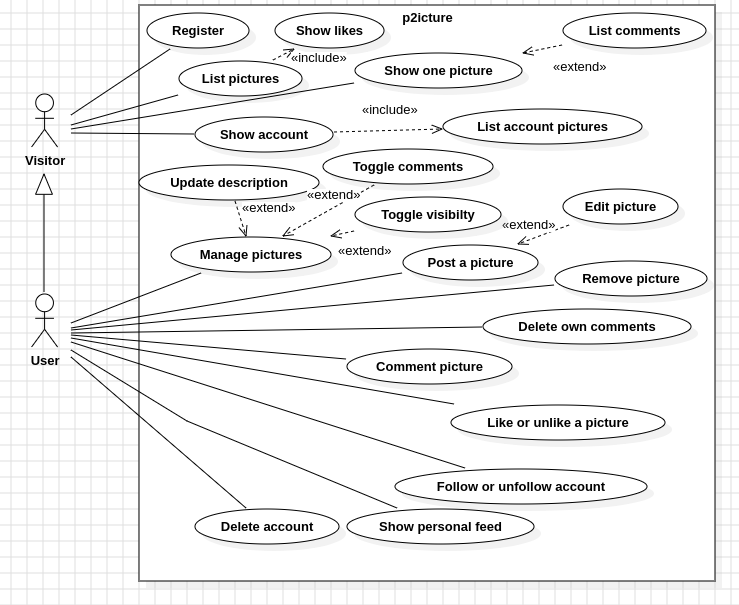 p2icture
Register
Show likes
List comments
«include»
List pictures
Show one picture
«extend»
«include»
Show account
List account pictures
Visitor
Toggle comments
Update description
«extend»
«extend»
Toggle visibilty
Edit picture
«extend»
Manage pictures
«extend»
Post a picture
Remove picture
Delete own comments
User
Comment picture
Like or unlike a picture
Follow or unfollow account
Delete account
Show personal feed